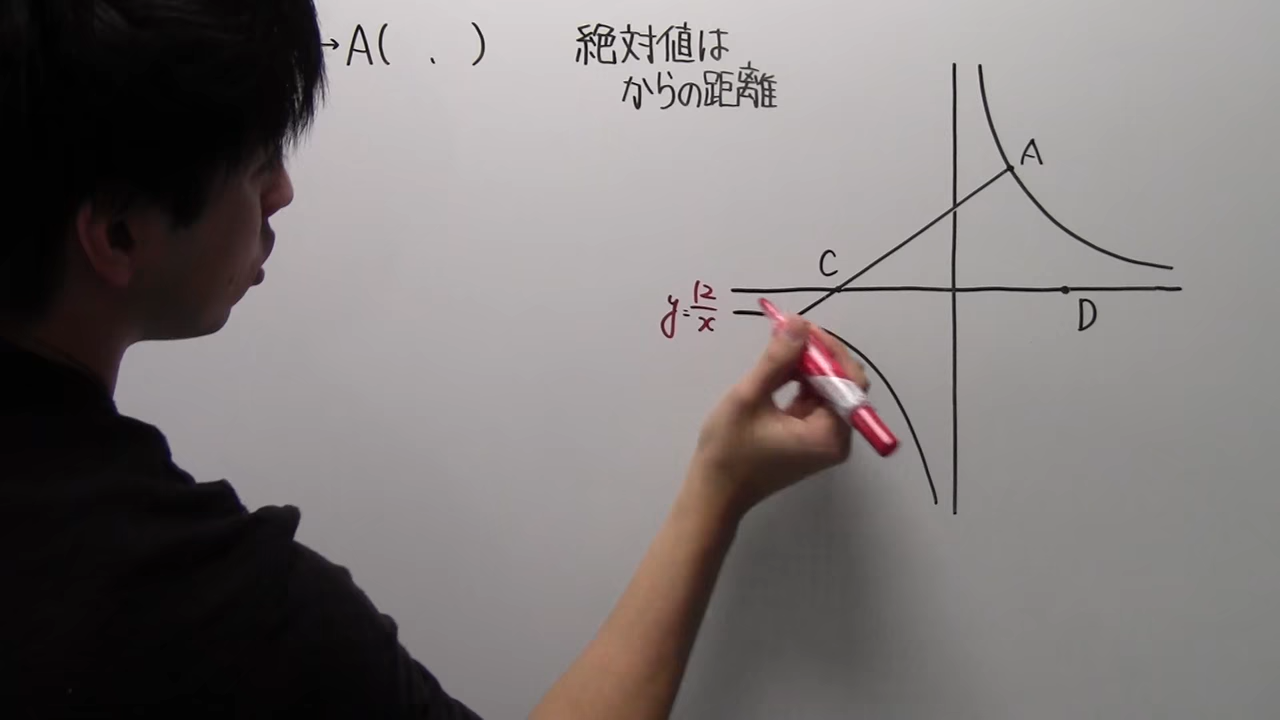 →A( , )
絶対値は
からの距離
A
C
y=12/x
D